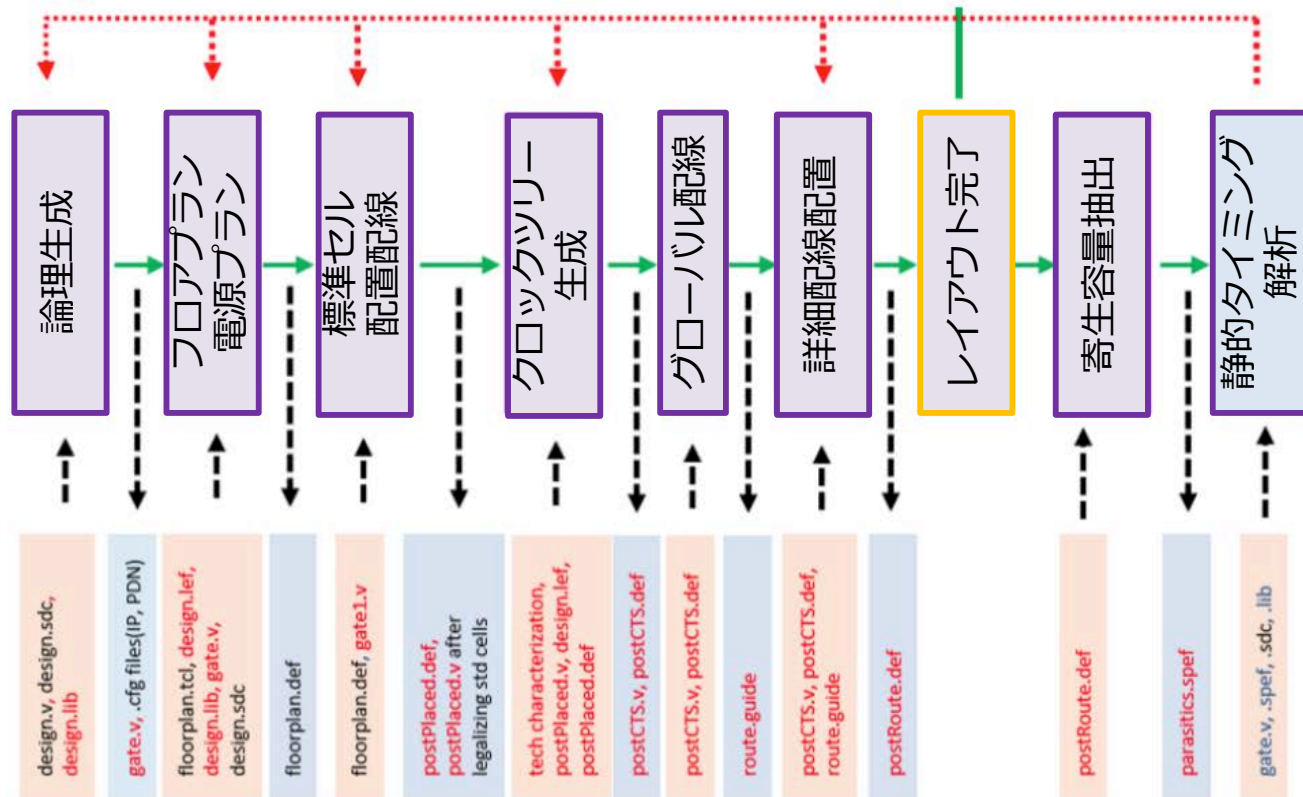 論理生成
フロアプラン
電源プラン
標準セル
配置配線
クロックツリー
生成
グローバル配線
詳細配線配置
レイアウト完了
寄生容量抽出
静的タイミング
解析
design.v, design.sdc,
design.lib
gate.v, .cfg files(IP, PDN)
floorplan.tcl, design.lef,
design.lib, gate.v,
design.sdc
floorplan.def
floorplan.def, gate1.v
postPlaced.def,
postPlaced.v after
legalizing std cells
tech characterization,
postPlaced.v, design.lef,
postPlaced.def
postCTS.v, postCTS.def
postCTS.v, postCTS.def
route.guide
postCTS.v, postCTS.def,
route.guide
postRoute.def
postRoute.def
parasitics.spef
gate.v, .spef, .sdc, .lib